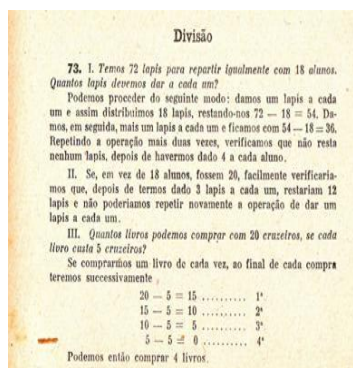 Divisão
73. I. Temos 72 lapis para repartir igualmente com 18 alunos.
Quantos lapis devemos dar a cada um?
Podemos proceder do seguinte modo: damos um lapis a cada
um e assim distribuimos 18 lapis, restando-nos 72 — 18 = 54. Da-
mos, em seguida, mais um lapis a cada um e ficamos com 54 — 18 = 36.
Repetindo a operação mais duas vezes, verificamos que não resta
nenhum lapis, depois de havermos dado 4 a cada aluno.
II. Se, em vez de 18 alunos, fossem 20, facilmente verificaria-
mos que, depois de termos dado 3 lapis a cada um, restariam 12
lapis e não poderiamos repetir novamente a operação de dar um
lapis a cada um.
III. Quantos livros podemos comprar com 20 cruzeiros, se cada
livro custa 5 cruzeiros?
Se comprarmos um livro de cada vez, ao final de cada compra
teremos successivamente
20 — 5 = 15 .......... 1ª
15 — 5 = 10 .......... 2ª
10 — 5 = 5 .......... 3ª
5 — 5 = 0 .......... 4ª
Podemos então comprar 4 livros.